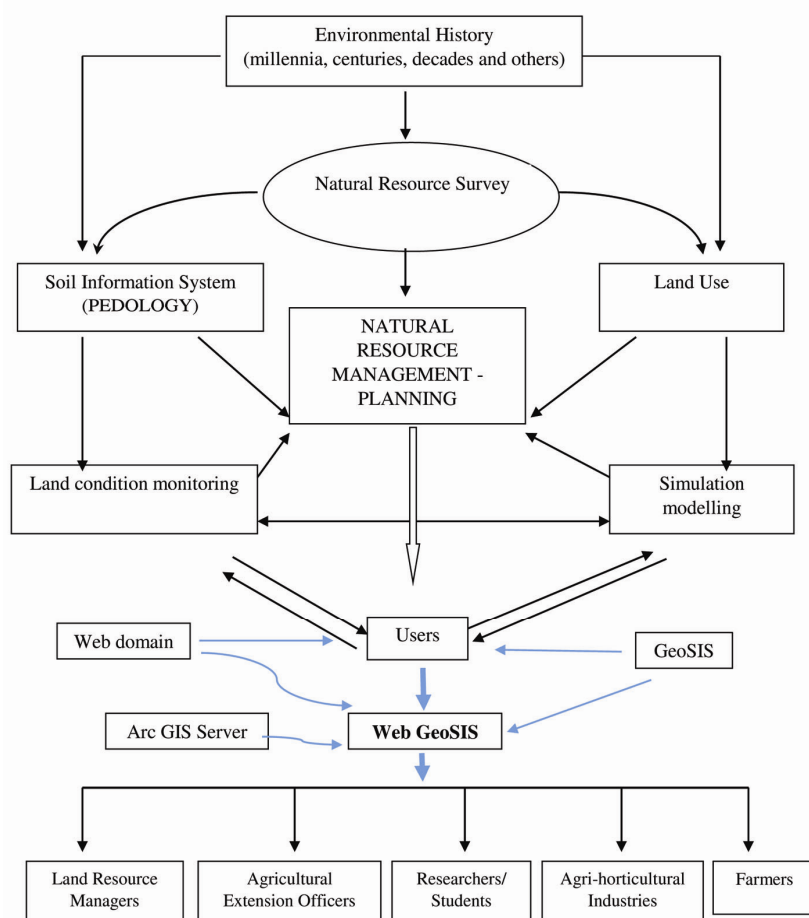 Environmental History
(millennia, centuries, decades and others)
Natural Resource Survey
Soil Information System
(PEDOLOGY)
Land Use
NATURAL
RESOURCE
MANAGEMENT -
PLANNING
Land condition monitoring
Simulation
modelling
Users
Web domain
GeoSIS
Arc GIS Server
Web GeoSIS
Land Resource
Managers
Agricultural
Extension Officers
Researchers/
Students
Agri-horticultural
Industries
Farmers